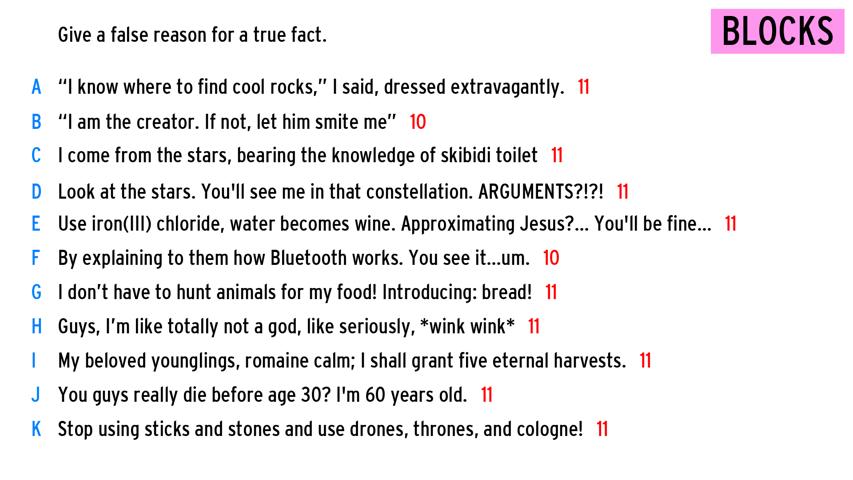 Give a false reason for a true fact.
BLOCKS
A “I know where to find cool rocks,” I said, dressed extravagantly. 11
B “I am the creator. If not, let him smite me” 10
C I come from the stars, bearing the knowledge of skibidi toilet 11
D Look at the stars. You'll see me in that constellation. ARGUMENTS?!?! 11
E Use iron(III) chloride, water becomes wine. Approximating Jesus?... You'll be fine... 11
F By explaining to them how Bluetooth works. You see it...um. 10
G I don’t have to hunt animals for my food! Introducing: bread! 11
H Guys, I’m like totally not a god, like seriously, *wink wink* 11
I My beloved younglings, romaine calm; I shall grant five eternal harvests. 11
J You guys really die before age 30? I'm 60 years old. 11
K Stop using sticks and stones and use drones, thrones, and cologne! 11